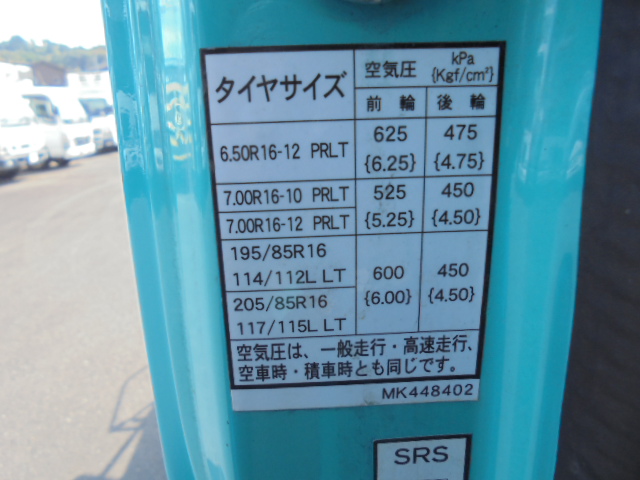 タイヤサイズ 空気圧 kPa {Kgf/cm²}
前輪 後輪
6.50R16-12 PRLT 625 {6.25} 475 {4.75}
7.00R16-10 PRLT 525 {5.25} 450 {4.50}
7.00R16-12 PRLT
195/85R16
114/112L LT 600 {6.00} 450 {4.50}
205/85R16
117/115L LT
空気圧は、一般走行・高速走行、
空車時・積車時とも同じです。
MK448402
SRS